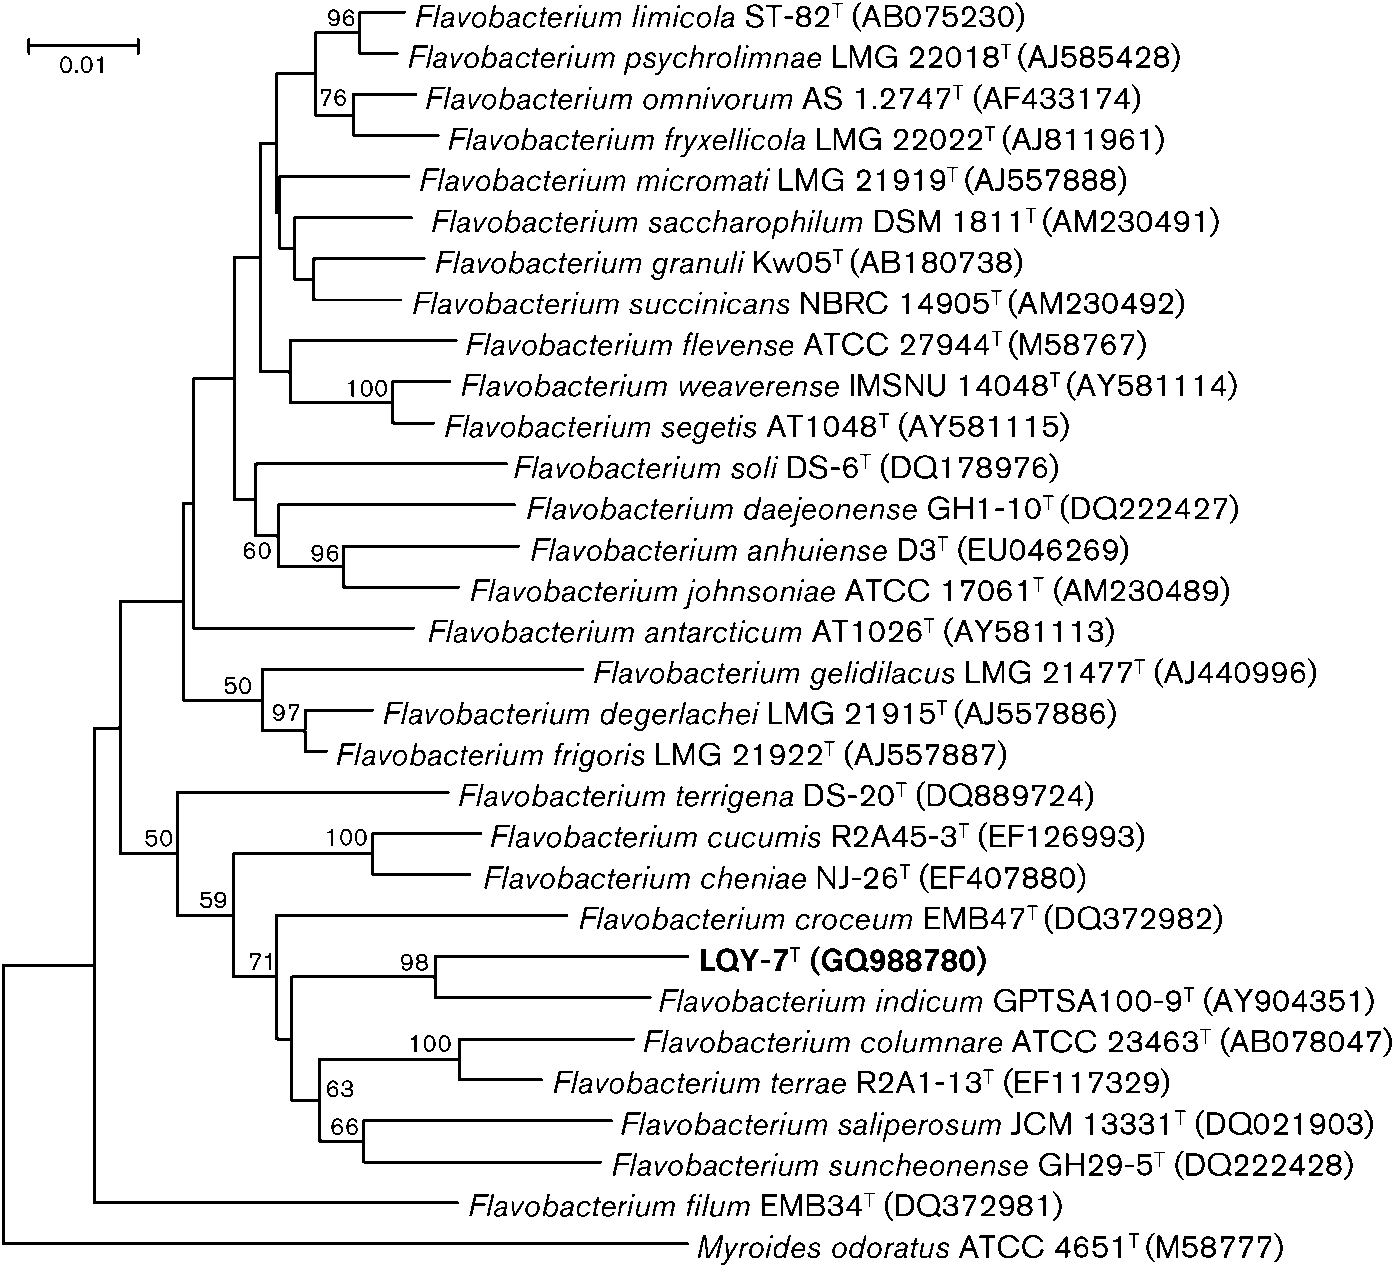 96 Flavobacterium limicola ST-82T (AB075230)
0.01
Flavobacterium psychrolimnae LMG 22018T (AJ585428)
76 Flavobacterium omnivorum AS 1.2747T (AF433174)
Flavobacterium fryxellicola LMG 22022T (AJ811961)
Flavobacterium micromati LMG 21919T (AJ557888)
Flavobacterium saccharophilum DSM 1811T (AM230491)
Flavobacterium granuli Kw05T (AB180738)
Flavobacterium succinicans NBRC 14905T (AM230492)
Flavobacterium flevense ATCC 27944T (M58767)
100 Flavobacterium weaverense IMSNU 14048T (AY581114)
Flavobacterium segetis AT1048T (AY581115)
Flavobacterium soli DS-6T (DQ178976)
Flavobacterium daejeonense GH1-10T (DQ222427)
60 96 Flavobacterium anhuiense D3T (EU046269)
Flavobacterium johnsoniae ATCC 17061T (AM230489)
Flavobacterium antarcticum AT1026T (AY581113)
50 Flavobacterium gelidilacus LMG 21477T (AJ440996)
97 Flavobacterium degerlachei LMG 21915T (AJ557886)
Flavobacterium frigoris LMG 21922T (AJ557887)
Flavobacterium terrigena DS-20T (DQ889724)
50 100 Flavobacterium cucumis R2A45-3T (EF126993)
Flavobacterium cheniae NJ-26T (EF407880)
59 Flavobacterium croceum EMB47T (DQ372982)
71 98 LQY-7T (GQ988780)
Flavobacterium indicum GPTSA100-9T (AY904351)
100 Flavobacterium columnare ATCC 23463T (AB078047)
63 Flavobacterium terrae R2A1-13T (EF117329)
66 Flavobacterium saliperosum JCM 13331T (DQ021903)
Flavobacterium suncheonense GH29-5T (DQ222428)
Flavobacterium filum EMB34T (DQ372981)
Myroides odoratus ATCC 4651T (M58777)